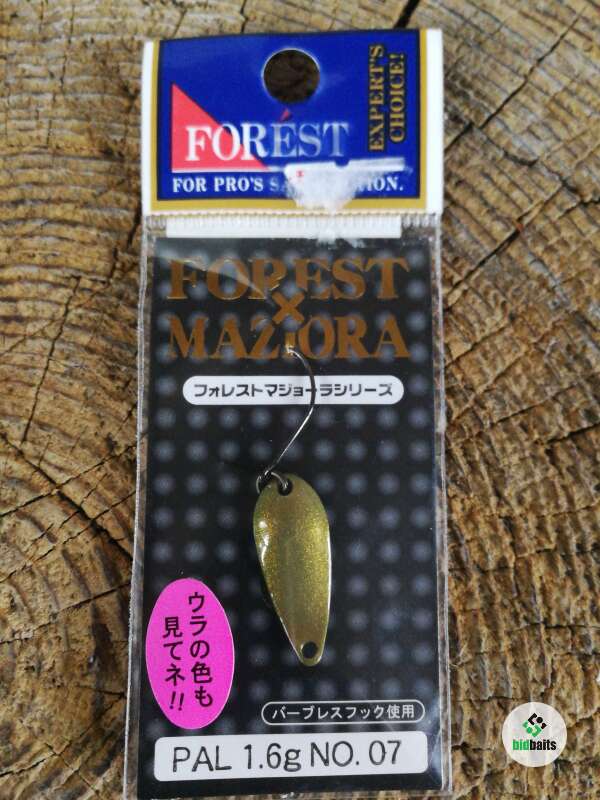 FORÉST
EXPERT'S
CHOICE!
FOR PRO'S
FOREST
×
MAZIORA
フォレストマジョーラシリーズ
ウラの色も
見てネ!!
バーブレスフック使用
PAL 1.6g NO. 07
bidbaits